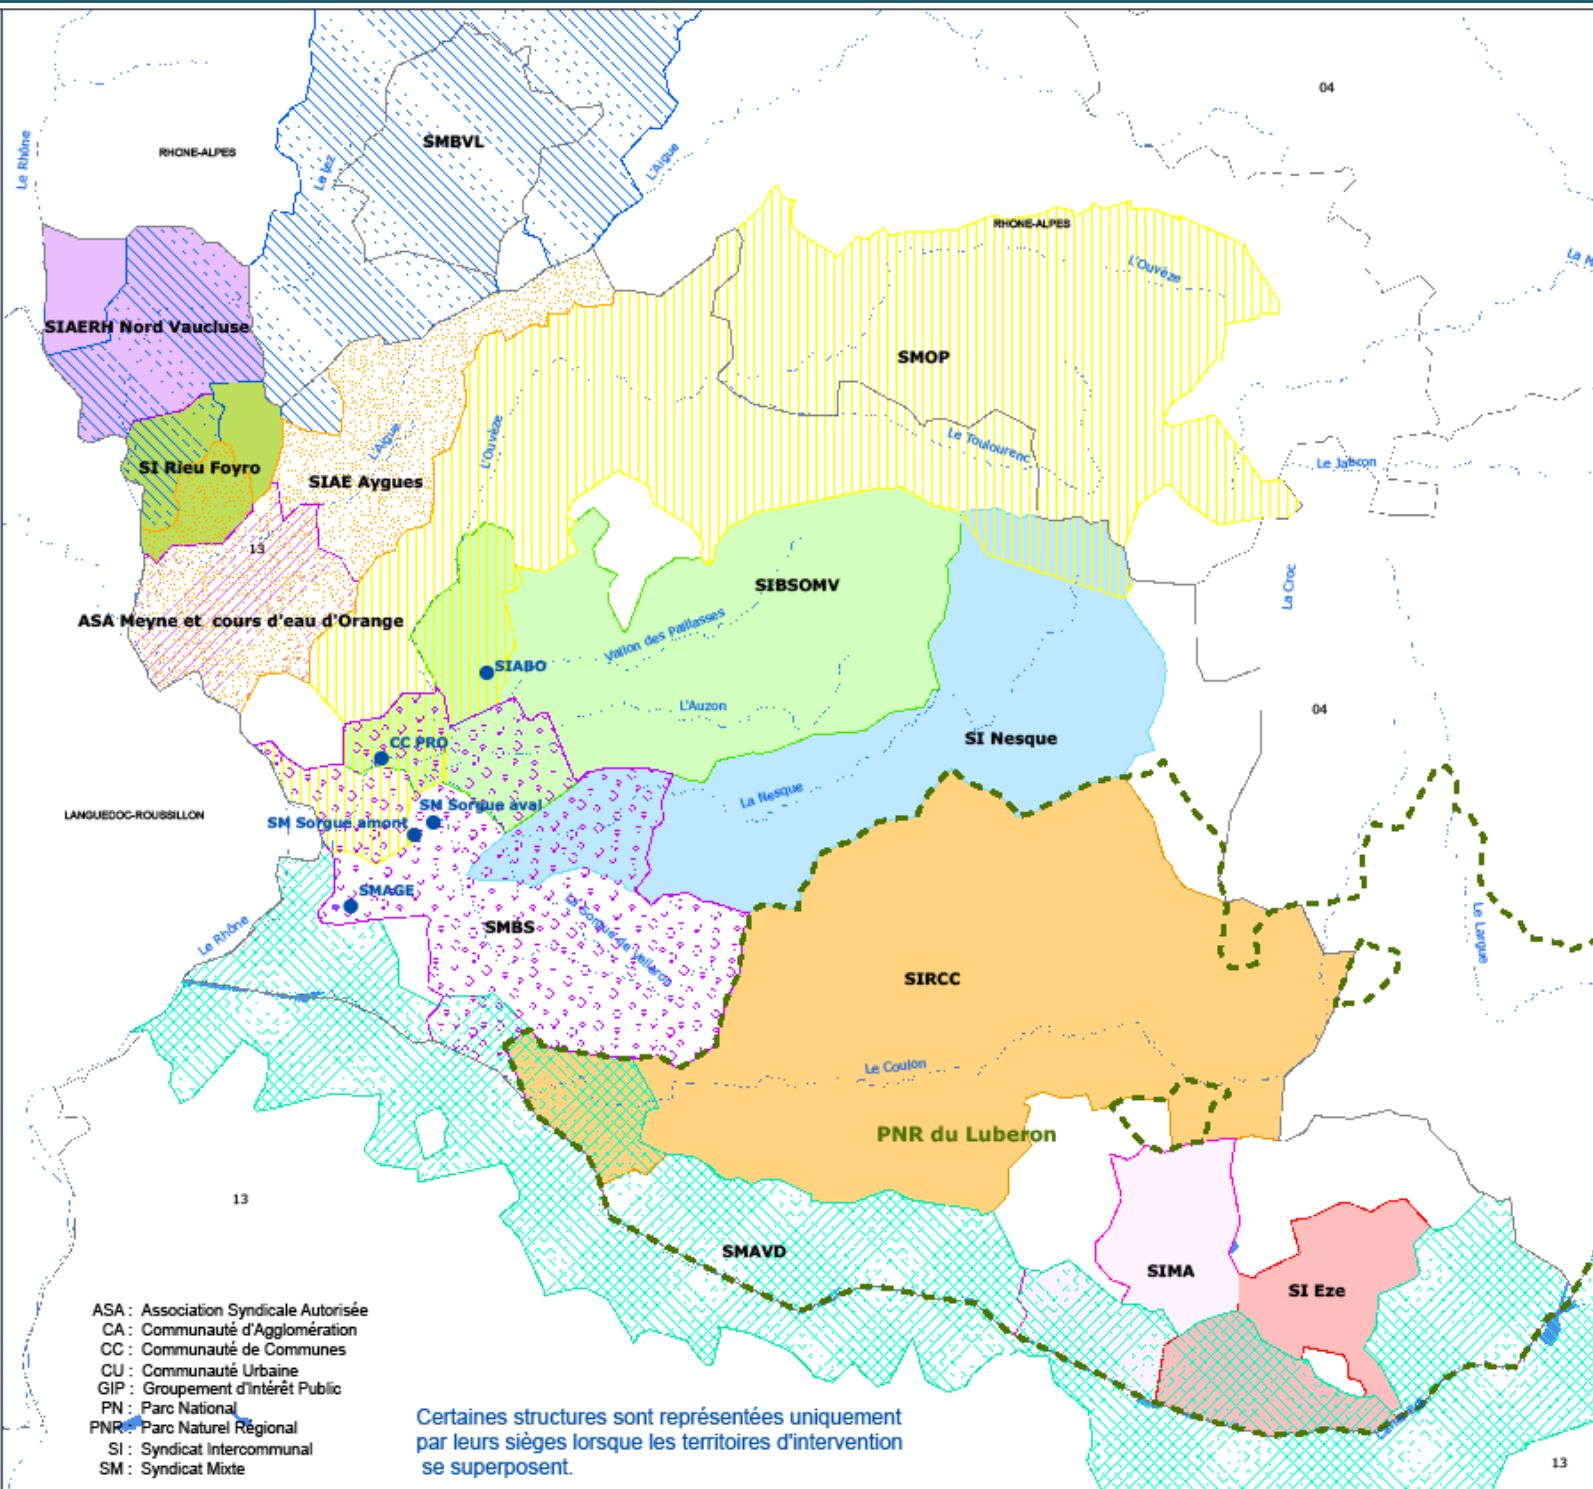 04
SMBVL
Le Rhône
RHONE-ALPES
Le lez
L'Aigue
RHONE-ALPES
L'Ouvèze
La M
SIAERH Nord Vaucluse
SMOP
L'Aigue
L'Ouvèze
Le Toulourenc
Le Jabron
SI Rieu Foyro
SIAE Aygues
13
SIBSOMV
La Croc
ASA Meyne et cours d'eau d'Orange
Vallon des Paillasses
SIABO
L'Auzon
04
SI Nesque
CC PRO
La Nesque
LANGUEDOC-ROUSSILLON
SM Sorgue aval
SM Sorgue amont
SMAGE
La Sorgue de Velleron
SMBS
Le Rhône
Le Largue
SIRCC
Le Coulon
PNR du Luberon
13
SMAVD
SIMA
SI Eze
ASA : Association Syndicale Autorisée
CA : Communauté d'Agglomération
CC : Communauté de Communes
CU : Communauté Urbaine
GIP : Groupement d'Intérêt Public
PN : Parc National
PNR : Parc Naturel Régional
SI : Syndicat Intercommunal
SM : Syndicat Mixte
Certaines structures sont représentées uniquement
par leurs sièges lorsque les territoires d'intervention
se superposent.
13